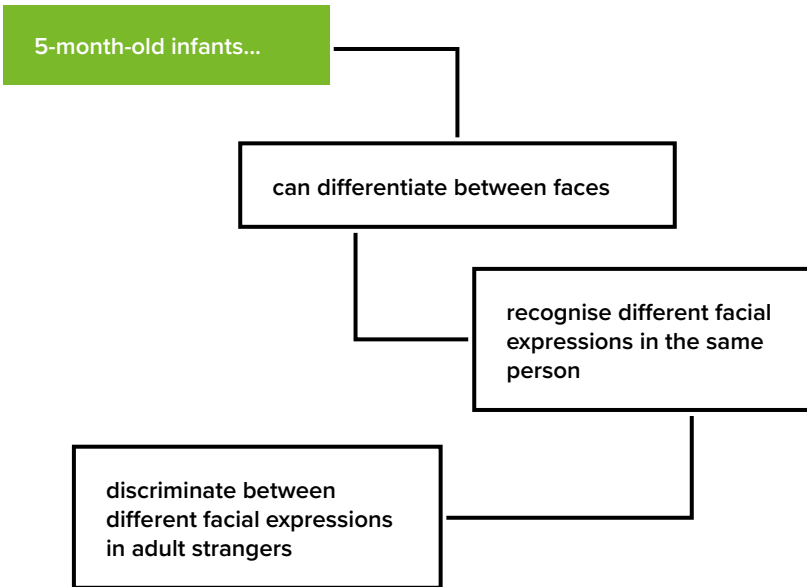 5-month-old infants...
can differentiate between faces
recognise different facial
expressions in the same
person
discriminate between
different facial expressions
in adult strangers